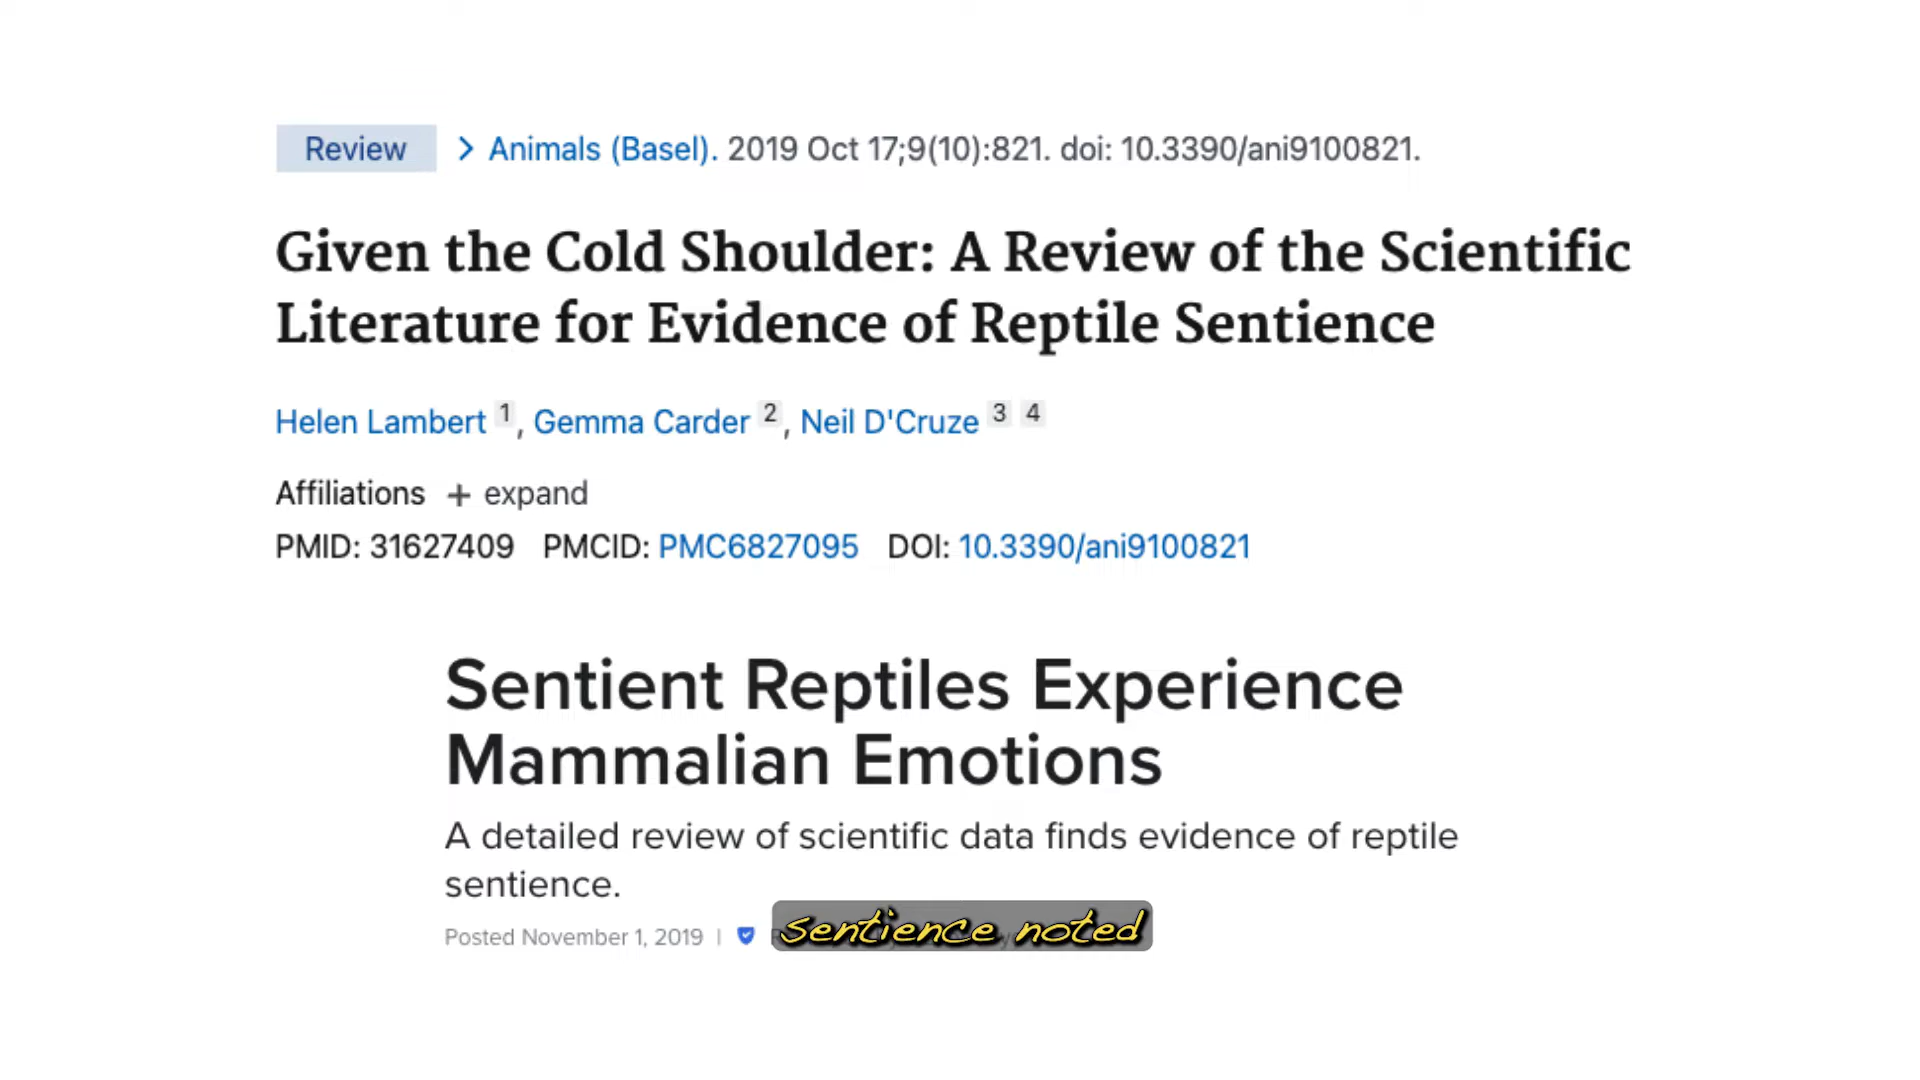 Review > Animals (Basel). 2019 Oct 17;9(10):821. doi: 10.3390/ani9100821.
Given the Cold Shoulder: A Review of the Scientific
Literature for Evidence of Reptile Sentience
Helen Lambert 1, Gemma Carder 2, Neil D'Cruze 3 4
Affiliations + expand
PMID: 31627409 PMCID: PMC6827095 DOI: 10.3390/ani9100821
Sentient Reptiles Experience
Mammalian Emotions
A detailed review of scientific data finds evidence of reptile
sentience.
Posted November 1, 2019 |
sentience noted